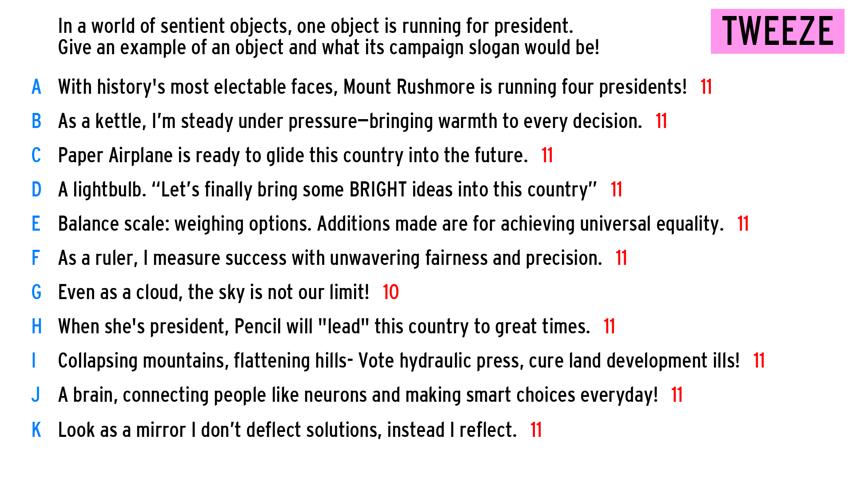 In a world of sentient objects, one object is running for president.
Give an example of an object and what its campaign slogan would be!
TWEEZE
A With history's most electable faces, Mount Rushmore is running four presidents! 11
B As a kettle, I'm steady under pressure—bringing warmth to every decision. 11
C Paper Airplane is ready to glide this country into the future. 11
D A lightbulb. “Let's finally bring some BRIGHT ideas into this country” 11
E Balance scale: weighing options. Additions made are for achieving universal equality. 11
F As a ruler, I measure success with unwavering fairness and precision. 11
G Even as a cloud, the sky is not our limit! 10
H When she's president, Pencil will "lead" this country to great times. 11
I Collapsing mountains, flattening hills- Vote hydraulic press, cure land development ills! 11
J A brain, connecting people like neurons and making smart choices everyday! 11
K Look as a mirror I don’t deflect solutions, instead I reflect. 11